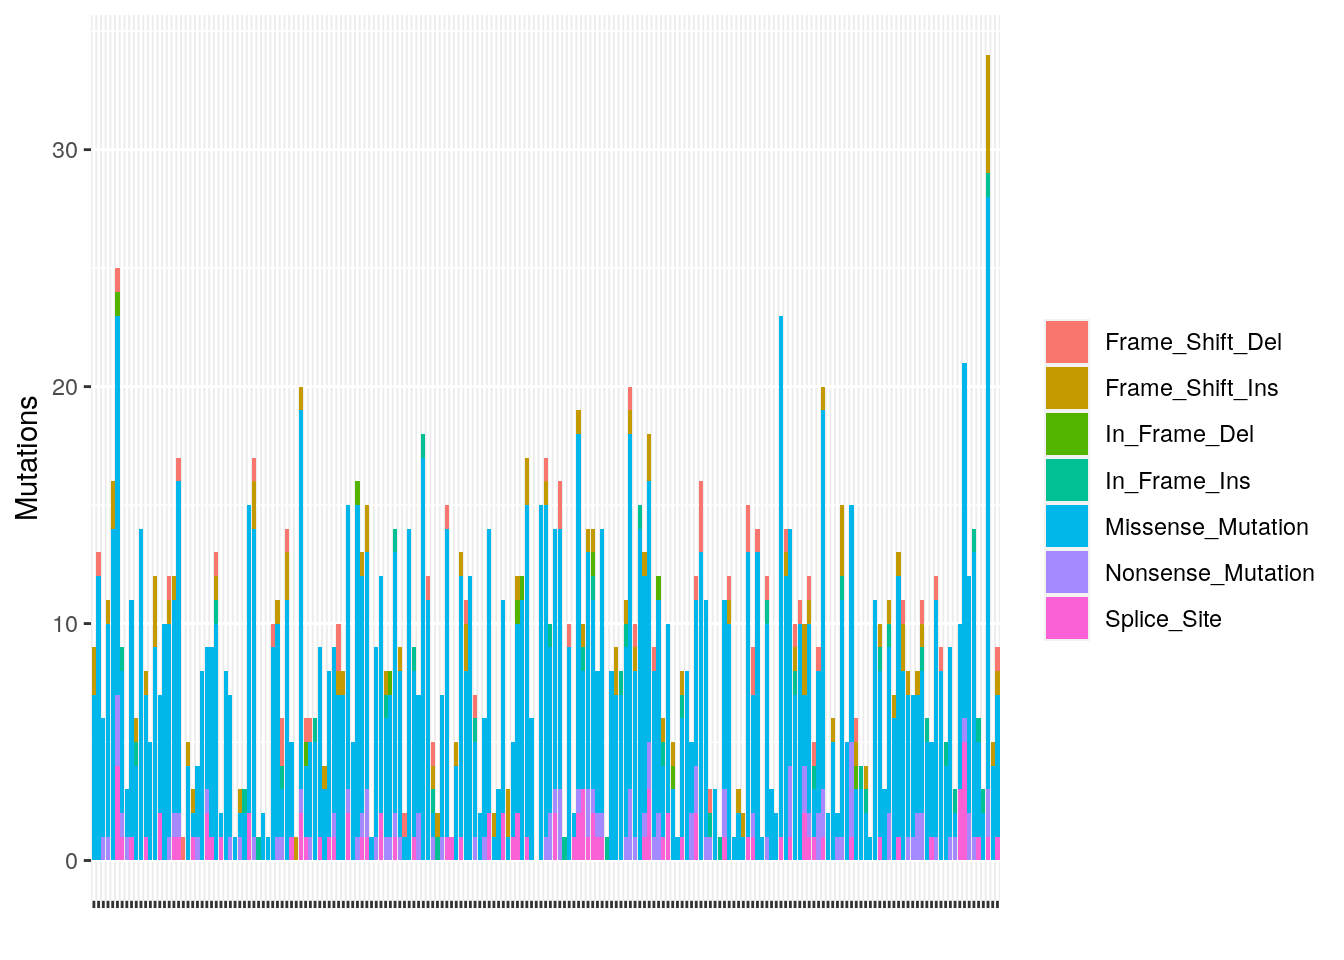 Mutations
30
20
10
0
Frame_Shift_Del
Frame_Shift_Ins
In_Frame_Del
In_Frame_Ins
Missense_Mutation
Nonsense_Mutation
Splice_Site